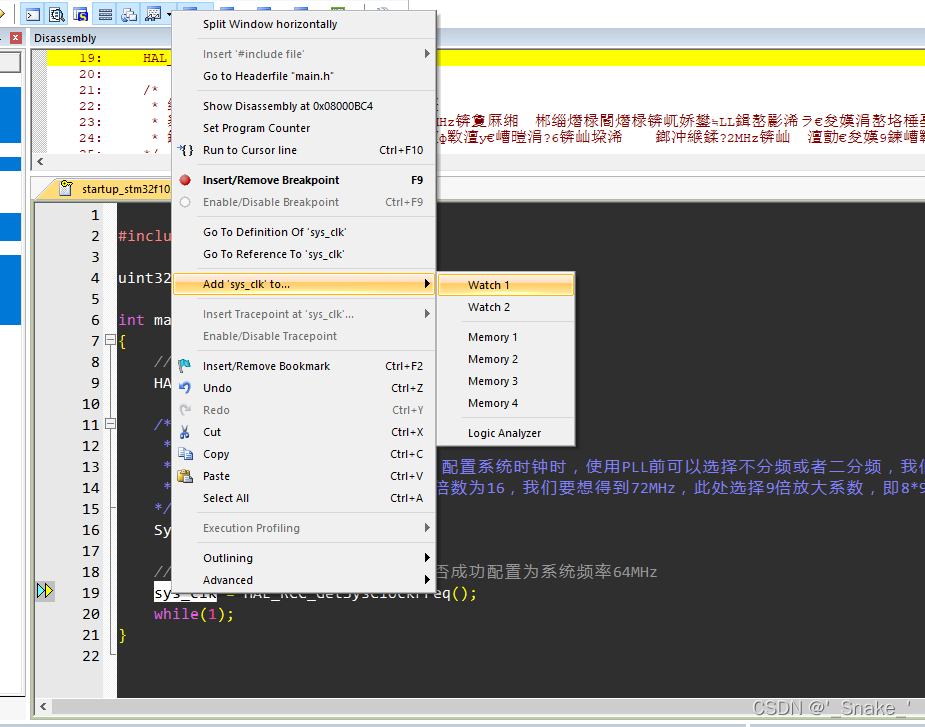 Disassembly
19: HAL_
20:
21: /*
22: *
23: *
24: *
Split Window horizontally
Insert '#include file'
Go to Headerfile "main.h"
Show Disassembly at 0x08000BC4
Set Program Counter
Run to Cursor line Ctrl+F10
Insert/Remove Breakpoint F9
Enable/Disable Breakpoint Ctrl+F9
Go To Definition Of 'sys_clk'
Go To Reference To 'sys_clk'
Add 'sys_clk' to...
Insert Tracepoint at 'sys_clk'...
Enable/Disable Tracepoint
Insert/Remove Bookmark Ctrl+F2
Undo Ctrl+Z
Redo Ctrl+Y
Cut Ctrl+X
Copy Ctrl+C
Paste Ctrl+V
Select All Ctrl+A
Execution Profiling
Outlining
Advanced
Watch 1
Watch 2
Memory 1
Memory 2
Memory 3
Memory 4
Logic Analyzer
startup_stm32f10
1
2 #inclu
3
4 uint32
5
6 int ma
7 {
8 //
9 HA
10
11 /*
12 *
13 * 配置系统时钟时，使用PLL前可以选择不分频或者二分频，我们
14 * 倍数为16，我们要想得到72MHz，此处选择9倍放大系数，即8*9
15 */
16 Sy
17
18 // 否成功配置为系统频率64MHz
19 sys_clk = HAL_RCC_GetSysClockFreq();
20 while(1);
21 }
22
CSDN @'_Snake_'